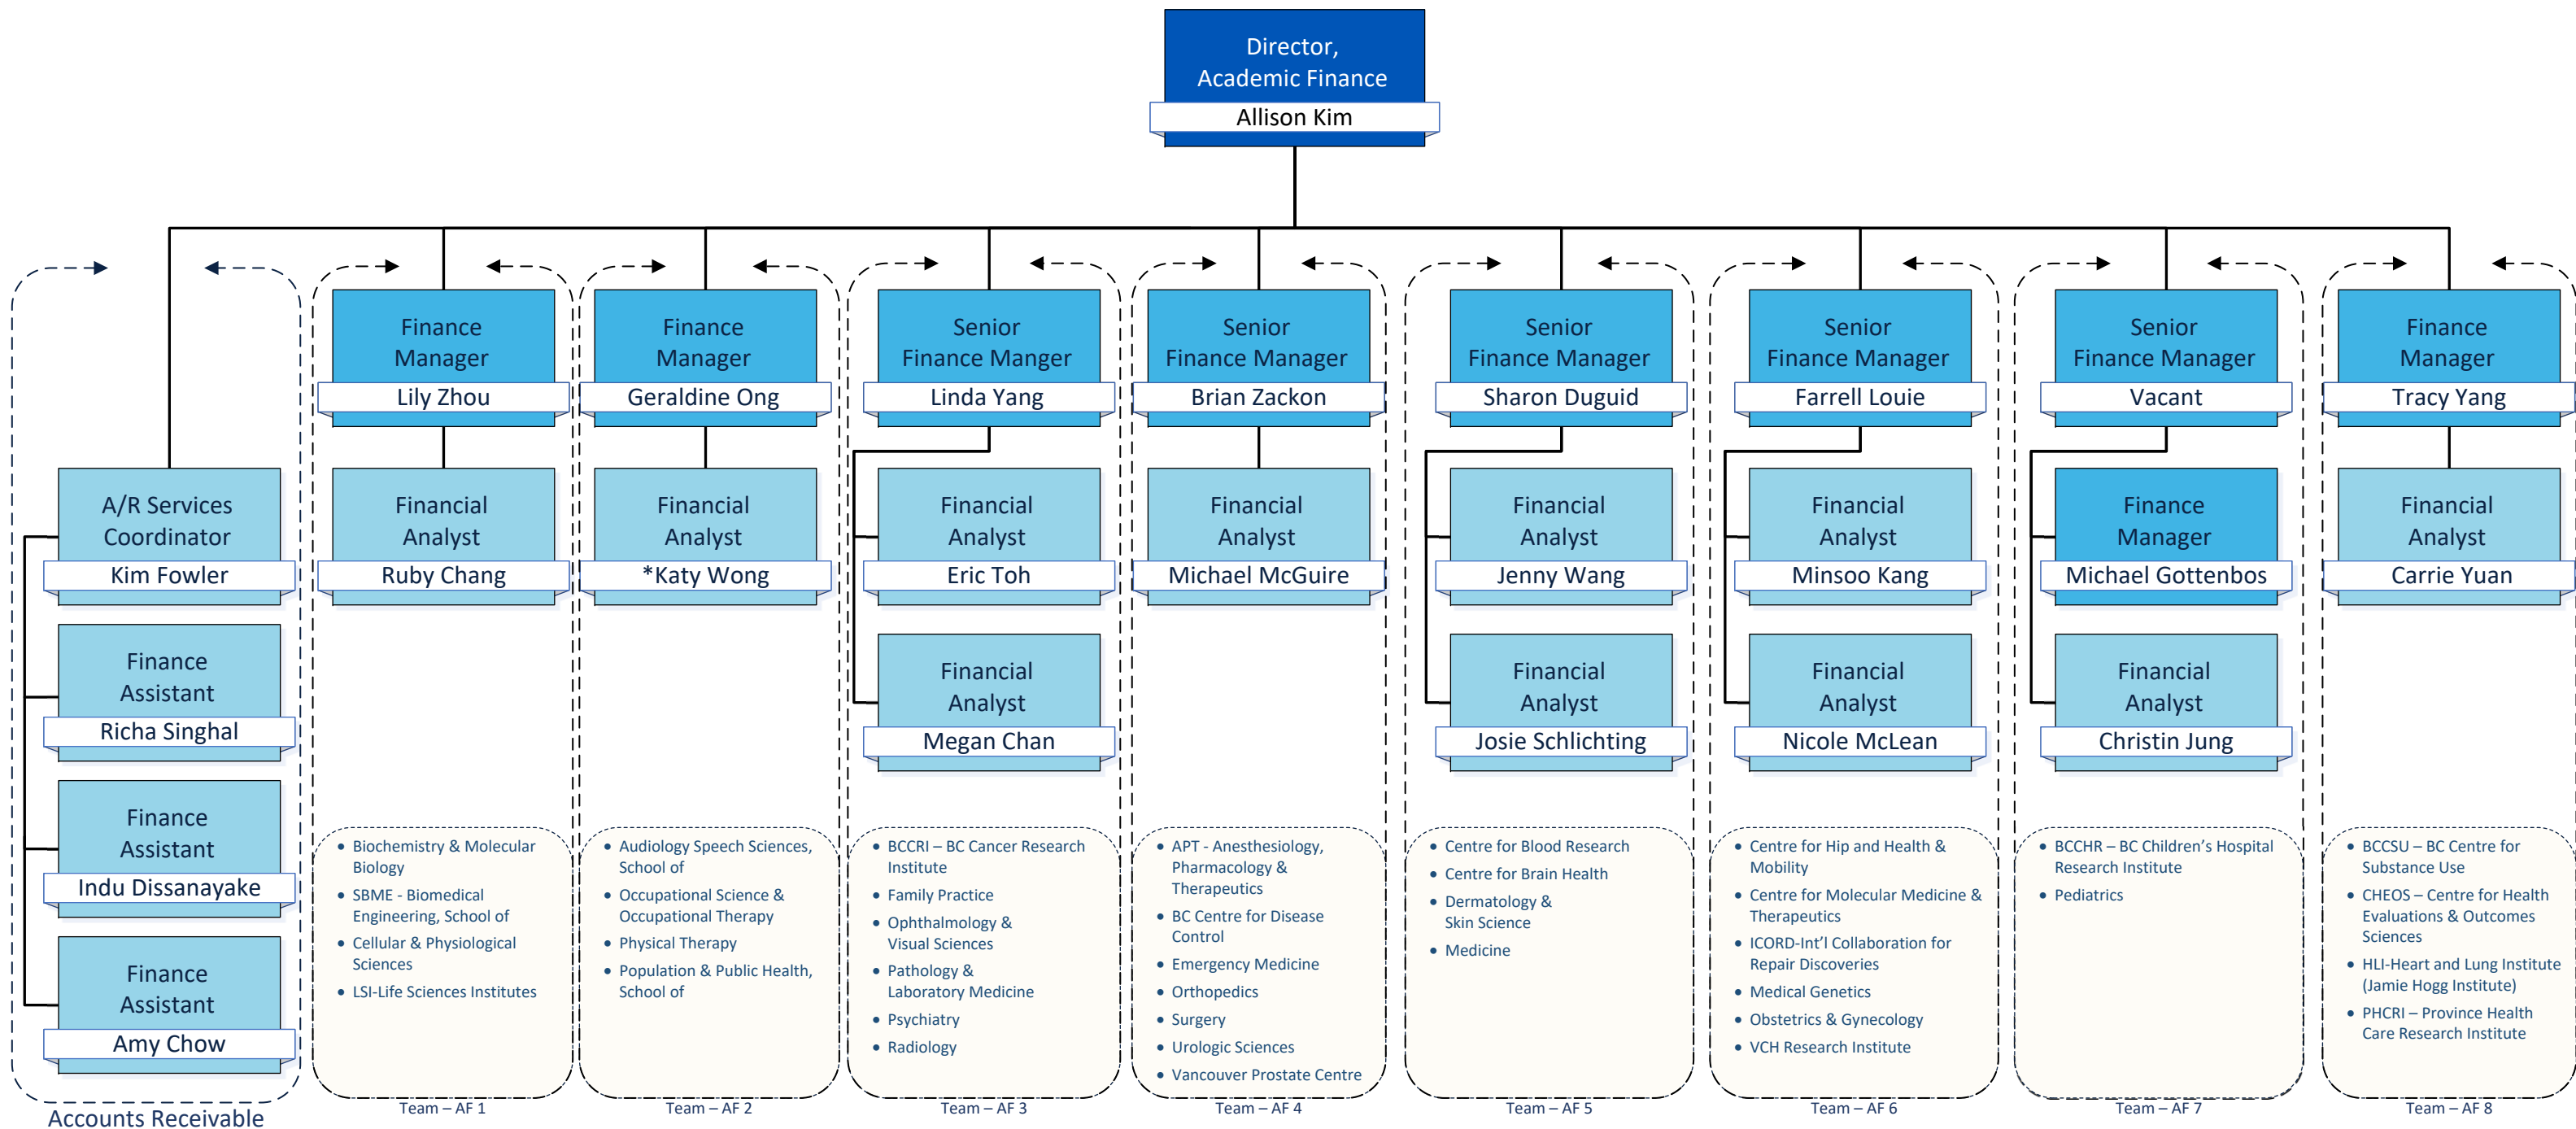 Director,
Academic Finance
Allison Kim
A/R Services
Coordinator
Kim Fowler
Finance
Assistant
Richa Singhal
Finance
Assistant
Indu Dissanayake
Finance
Assistant
Amy Chow
Accounts Receivable
Finance
Manager
Lily Zhou
Financial
Analyst
Ruby Chang
• Biochemistry & Molecular
Biology
• SBME - Biomedical
Engineering, School of
• Cellular & Physiological
Sciences
• LSI-Life Sciences Institutes
Team – AF 1
Finance
Manager
Geraldine Ong
Financial
Analyst
*Katy Wong
• Audiology Speech Sciences,
School of
• Occupational Science &
Occupational Therapy
• Physical Therapy
• Population & Public Health,
School of
Team – AF 2
Senior
Finance Manger
Linda Yang
Financial
Analyst
Eric Toh
Financial
Analyst
Megan Chan
• BCCRI – BC Cancer Research
Institute
• Family Practice
• Ophthalmology &
Visual Sciences
• Pathology &
Laboratory Medicine
• Psychiatry
• Radiology
Team – AF 3
Senior
Finance Manager
Brian Zackon
Financial
Analyst
Michael McGuire
• APT - Anesthesiology,
Pharmacology &
Therapeutics
• BC Centre for Disease
Control
• Emergency Medicine
• Orthopedics
• Surgery
• Urologic Sciences
• Vancouver Prostate Centre
Team – AF 4
Senior
Finance Manager
Sharon Duguid
Financial
Analyst
Jenny Wang
Financial
Analyst
Josie Schlichting
• Centre for Blood Research
• Centre for Brain Health
• Dermatology &
Skin Science
• Medicine
Team – AF 5
Senior
Finance Manager
Farrell Louie
Financial
Analyst
Minsoo Kang
Financial
Analyst
Nicole McLean
• Centre for Hip and Health &
Mobility
• Centre for Molecular Medicine &
Therapeutics
• ICORD-Int’l Collaboration for
Repair Discoveries
• Medical Genetics
• Obstetrics & Gynecology
• VCH Research Institute
Team – AF 6
Senior
Finance Manager
Vacant
Finance
Manager
Michael Gottenbos
Financial
Analyst
Christin Jung
• BCCHR – BC Children’s Hospital
Research Institute
• Pediatrics
Team – AF 7
Finance
Manager
Tracy Yang
Financial
Analyst
Carrie Yuan
• BCCSU – BC Centre for
Substance Use
• CHEOS – Centre for Health
Evaluations & Outcomes
Sciences
• HLI-Heart and Lung Institute
(Jamie Hogg Institute)
• PHCRI – Province Health
Care Research Institute
Team – AF 8